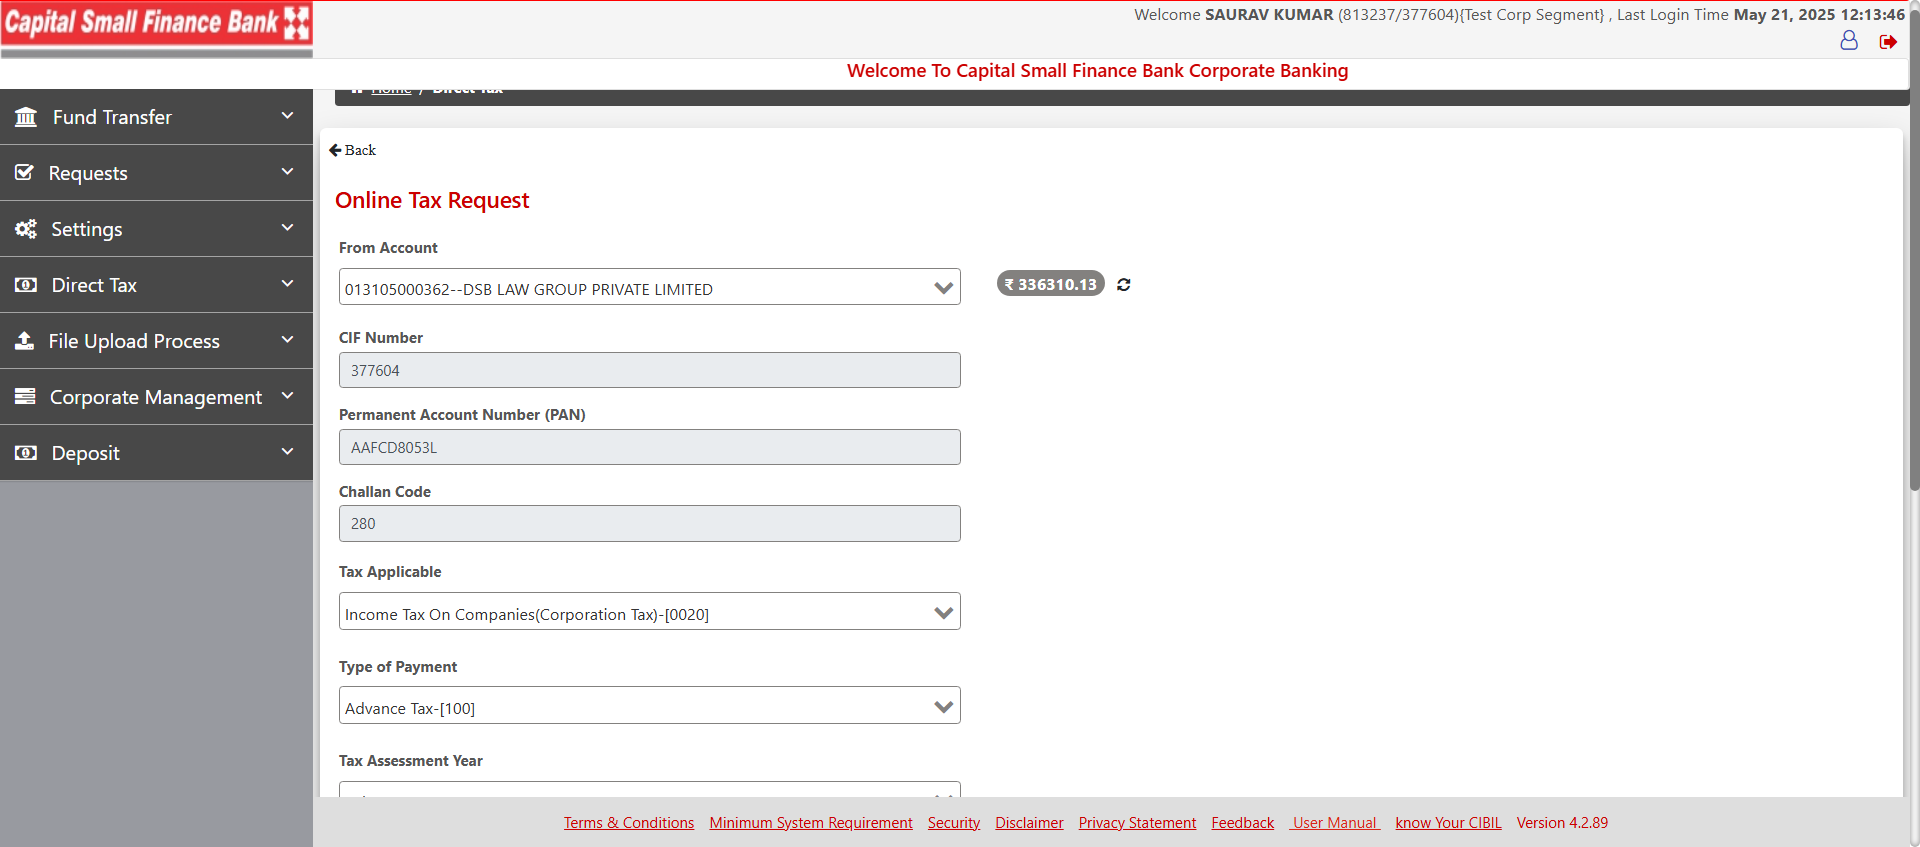 Capital Small Finance Bank
Welcome SAURAV KUMAR (813237/377604){Test Corp Segment} , Last Login Time May 21, 2025 12:13:46
Welcome To Capital Small Finance Bank Corporate Banking
Home / Direct Tax
Fund Transfer
Requests
Settings
Direct Tax
File Upload Process
Corporate Management
Deposit
Back
Online Tax Request
From Account
013105000362--DSB LAW GROUP PRIVATE LIMITED
₹ 336310.13
CIF Number
377604
Permanent Account Number (PAN)
AAFCD8053L
Challan Code
280
Tax Applicable
Income Tax On Companies(Corporation Tax)-[0020]
Type of Payment
Advance Tax-[100]
Tax Assessment Year
Terms & Conditions Minimum System Requirement Security Disclaimer Privacy Statement Feedback User Manual know Your CIBIL Version 4.2.89